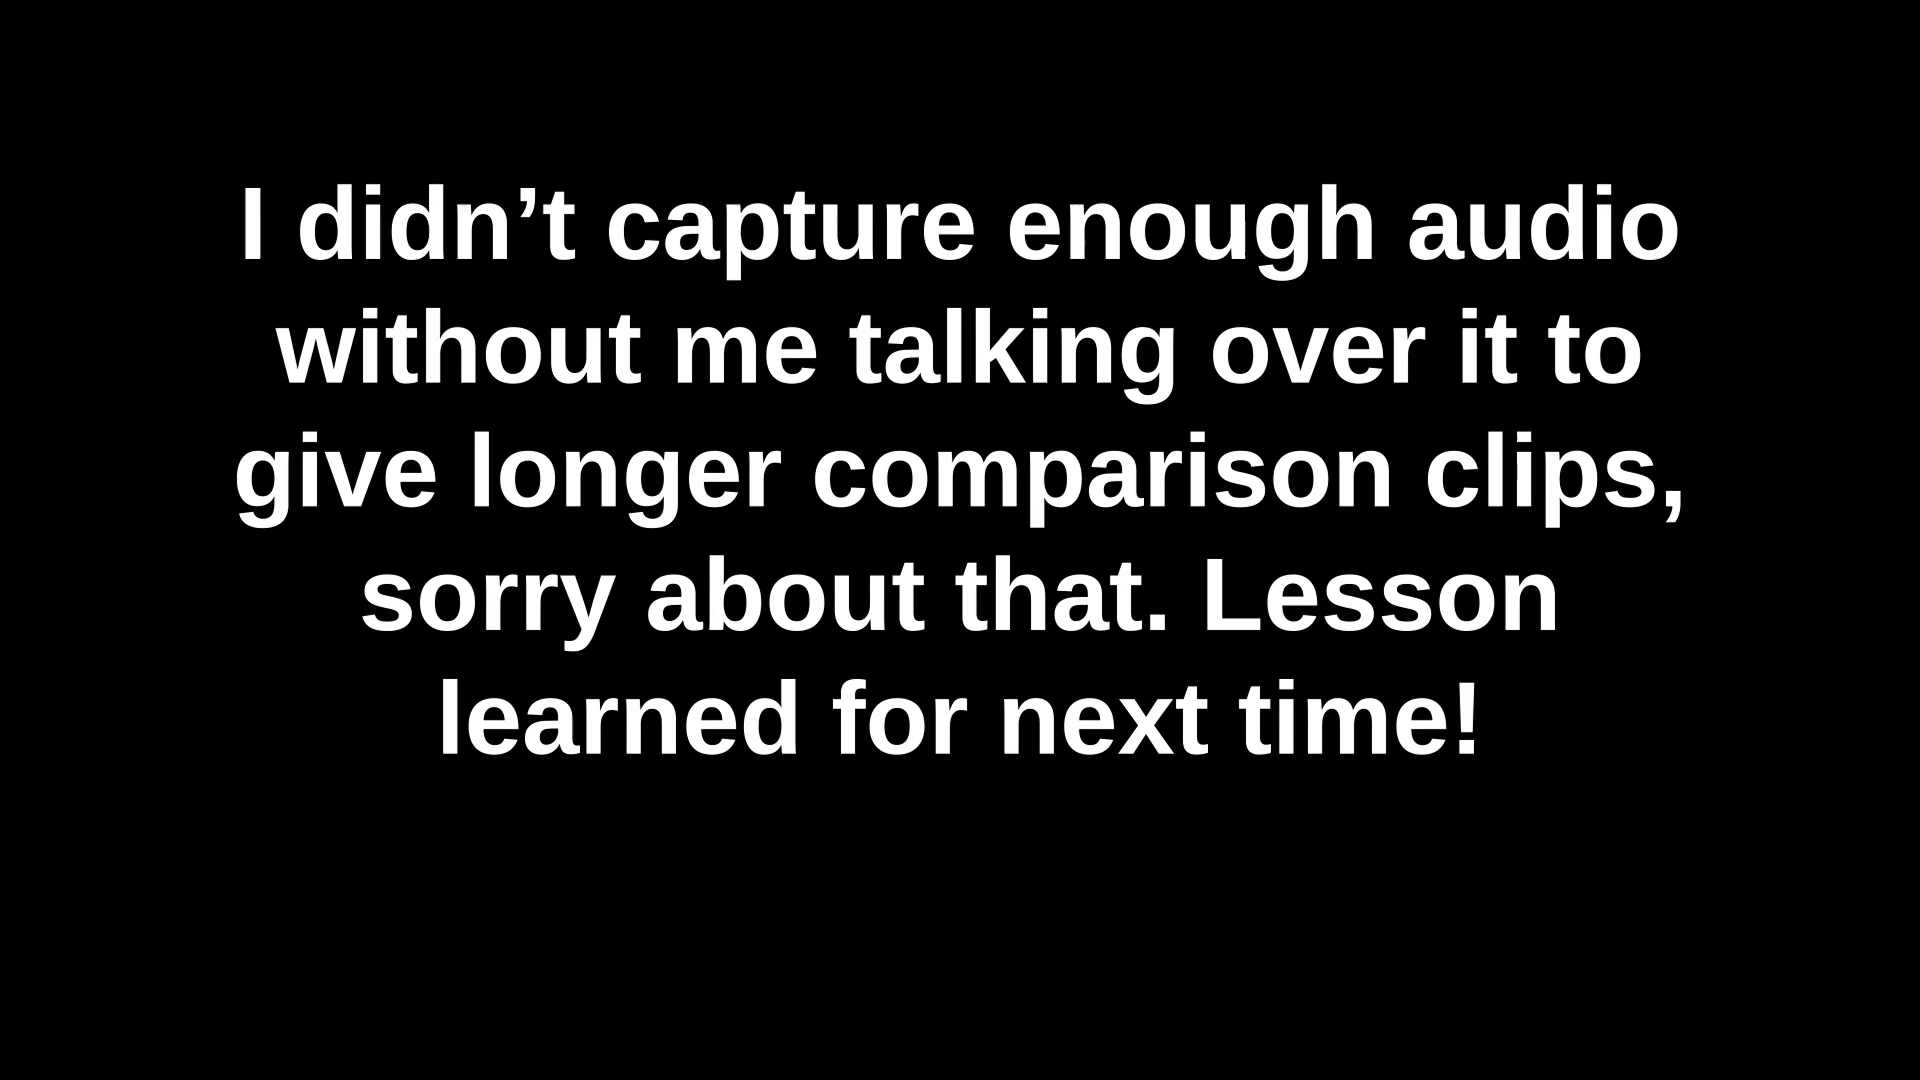 I didn’t capture enough audio
without me talking over it to
give longer comparison clips,
sorry about that. Lesson
learned for next time!